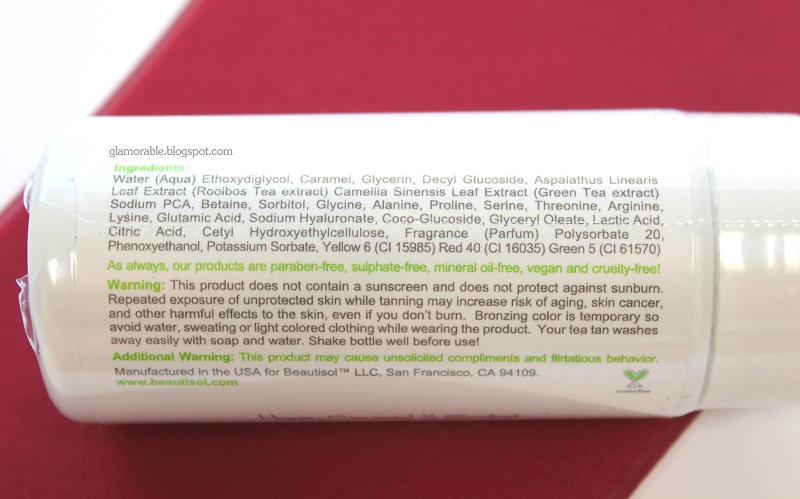 glamorable.blogspot.com
Ingredients:
Water (Aqua) Ethoxydiglycol, Caramel, Glycerin, Decyl Glucoside, Aspalathus Linearis
Leaf Extract (Rooibos Tea extract) Camellia Sinensis Leaf Extract (Green Tea extract)
Sodium PCA, Betaine, Sorbitol, Glycine, Alanine, Proline, Serine, Threonine, Arginine,
Lysine, Glutamic Acid, Sodium Hyaluronate, Coco-Glucoside, Glyceryl Oleate, Lactic Acid,
Citric Acid, Cetyl Hydroxyethylcellulose, Fragrance (Parfum) Polysorbate 20,
Phenoxyethanol, Potassium Sorbate, Yellow 6 (CI 15985) Red 40 (CI 16035) Green 5 (CI 61570)
As always, our products are paraben-free, sulphate-free, mineral oil-free, vegan and cruelty-free!
Warning: This product does not contain a sunscreen and does not protect against sunburn.
Repeated exposure of unprotected skin while tanning may increase risk of aging, skin cancer,
and other harmful effects to the skin, even if you don't burn. Bronzing color is temporary so
avoid water, sweating or light colored clothing while wearing the product. Your tea tan washes
away easily with soap and water. Shake bottle well before use!
Additional Warning: This product may cause unsolicited compliments and flirtatious behavior.
Manufactured in the USA for Beautisol™ LLC, San Francisco, CA 94109.
www.beautisol.com
crueltyfree